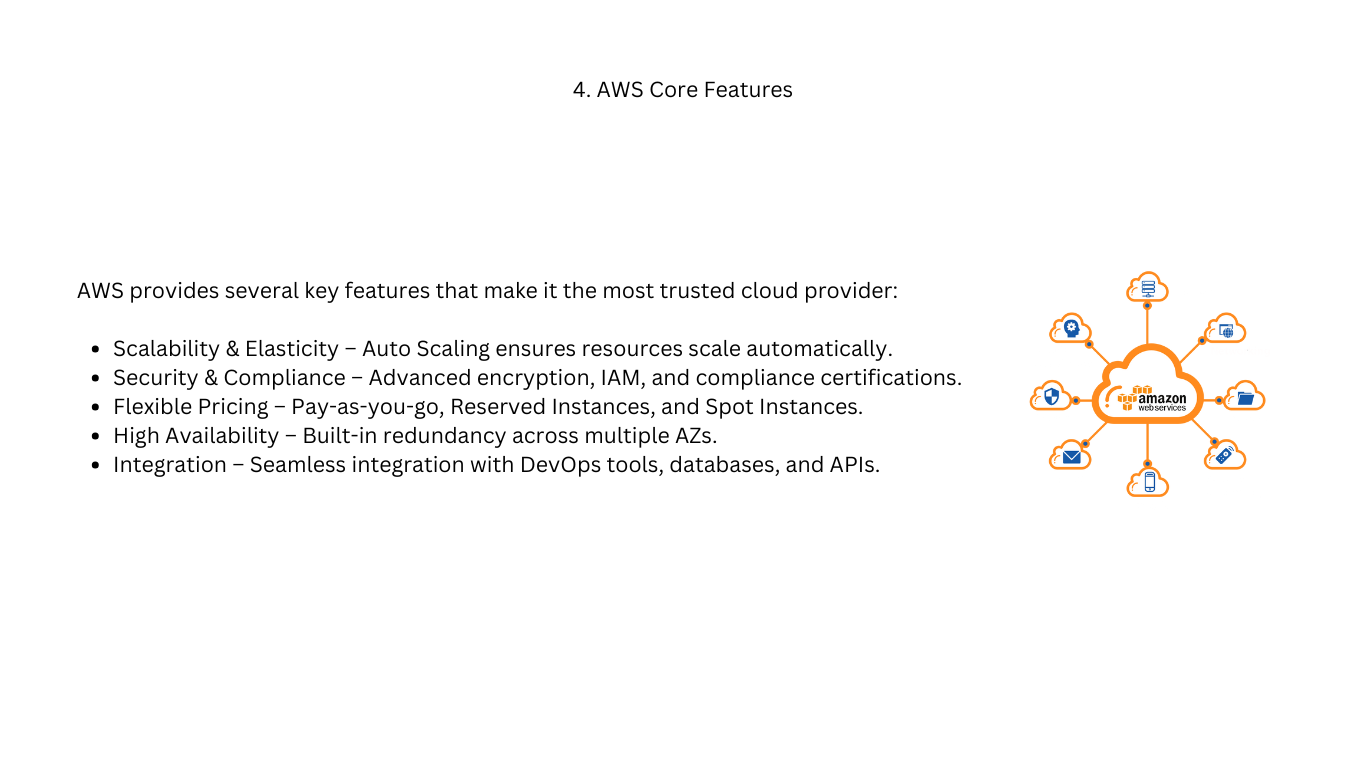 4. AWS Core Features
AWS provides several key features that make it the most trusted cloud provider:
• Scalability & Elasticity – Auto Scaling ensures resources scale automatically.
• Security & Compliance – Advanced encryption, IAM, and compliance certifications.
• Flexible Pricing – Pay-as-you-go, Reserved Instances, and Spot Instances.
• High Availability – Built-in redundancy across multiple AZs.
• Integration – Seamless integration with DevOps tools, databases, and APIs.
amazon
webservices